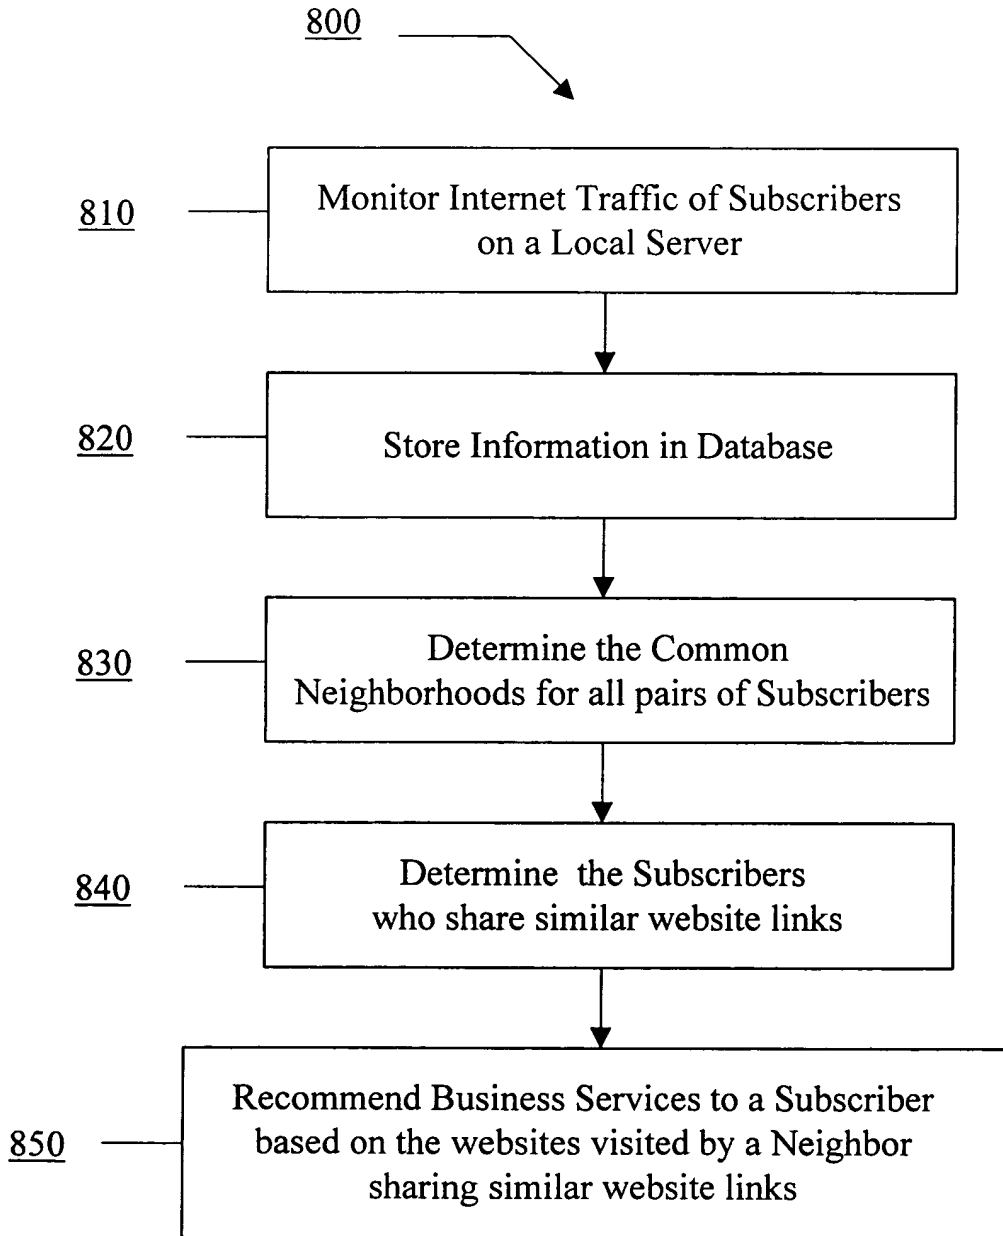 800
810
Monitor Internet Traffic of Subscribers
on a Local Server
820
Store Information in Database
830
Determine the Common
Neighborhoods for all pairs of Subscribers
840
Determine the Subscribers
who share similar website links
850
Recommend Business Services to a Subscriber
based on the websites visited by a Neighbor
sharing similar website links